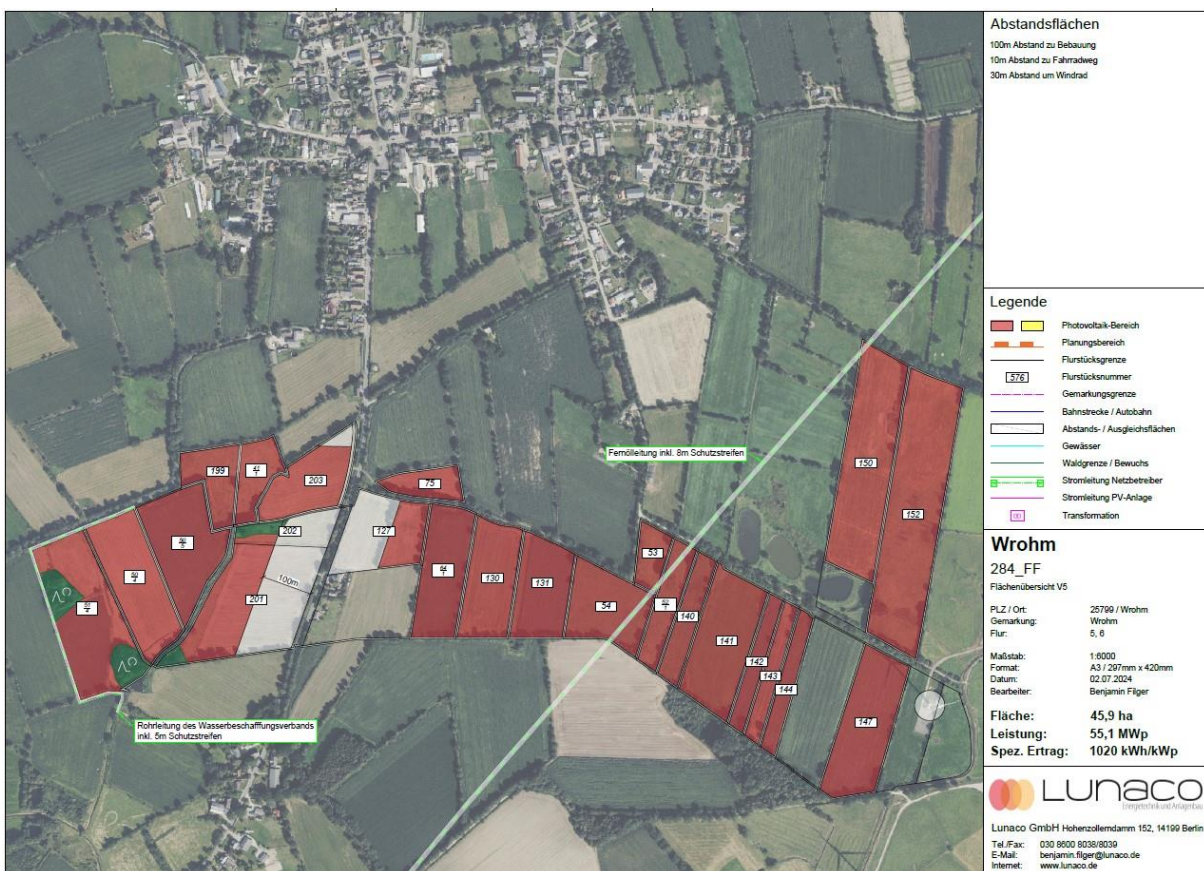 Abstandsflächen
100m Abstand zu Bebauung
10m Abstand zu Fahrradweg
30m Abstand um Windrad
Legende
Photovoltaik-Bereich
Planungsbereich
Flurstücksgrenze
576 Flurstücksnummer
Gemarkungsgrenze
Bahnstrecke / Autobahn
Abstands- / Ausgleichsflächen
Gewässer
Waldgrenze / Bewuchs
Stromleitung Netzbetreiber
Stromleitung PV-Anlage
Transformation
Wrohm
284_FF
Flächenübersicht V5
PLZ / Ort: 25799 / Wrohm
Gemarkung: Wrohm
Flur: 5, 6
Maßstab: 1:6000
Format: A3 / 297mm x 420mm
Datum: 02.07.2024
Bearbeiter: Benjamin Filger
Fläche: 45,9 ha
Leistung: 55,1 MWp
Spez. Ertrag: 1020 kWh/kWp
LUNACO
Energietechnik und Anlagenbau
Lunaco GmbH Hohenzollerndamm 152, 14199 Berlin
Tel./Fax: 030 8600 8038/8039
E-Mail: benjamin.filger@lunaco.de
Internet: www.lunaco.de
Fernölleitung inkl. 8m Schutzstreifen
150
152
199
203
75
202
127
100m
201
130
131
54
53
140
141
142
143
144
147
Rohrleitung des Wasserbeschaffungsverbands
inkl. 5m Schutzstreifen